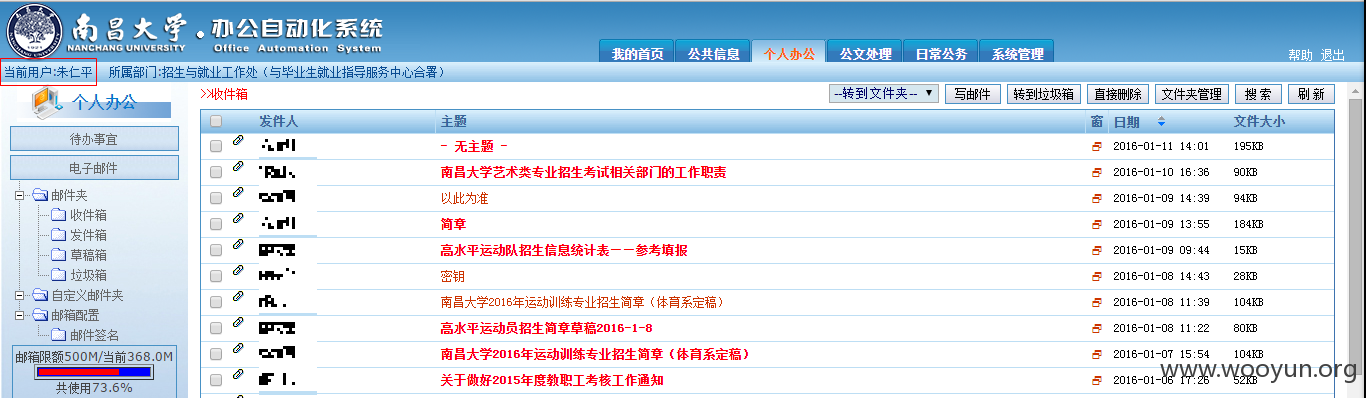 南昌大学.办公自动化系统
NANCHANG UNIVERSITY Office Automation System
我的首页 公共信息 个人办公 公文处理 日常公务 系统管理 帮助 退出
当前用户:朱仁平 所属部门:招生与就业工作处（与毕业生就业指导服务中心合署）
个人办公
待办事宜
电子邮件
邮件夹
收件箱
发件箱
草稿箱
垃圾箱
自定义邮件夹
邮箱配置
邮件签名
邮箱限额500M/当前368.0M
共使用73.6%
>>收件箱 --转到文件夹-- 写邮件 转到垃圾箱 直接删除 文件夹管理 搜 索 刷 新
发件人 主题 窗 日期 文件大小
- 无主题 - 2016-01-11 14:01 195KB
南昌大学艺术类专业招生考试相关部门的工作职责 2016-01-10 16:36 90KB
以此为准 2016-01-09 14:39 94KB
简章 2016-01-09 13:55 184KB
高水平运动队招生信息统计表——参考填报 2016-01-09 09:44 15KB
密钥 2016-01-08 14:43 28KB
南昌大学2016年运动训练专业招生简章（体育系定稿） 2016-01-08 11:39 104KB
高水平运动员招生简章草稿2016-1-8 2016-01-08 11:22 80KB
南昌大学2016年运动训练专业招生简章（体育系定稿） 2016-01-07 15:54 104KB
关于做好2015年度教职工考核工作通知 2016-01-06 17:26 52KB
www.wooyun.org